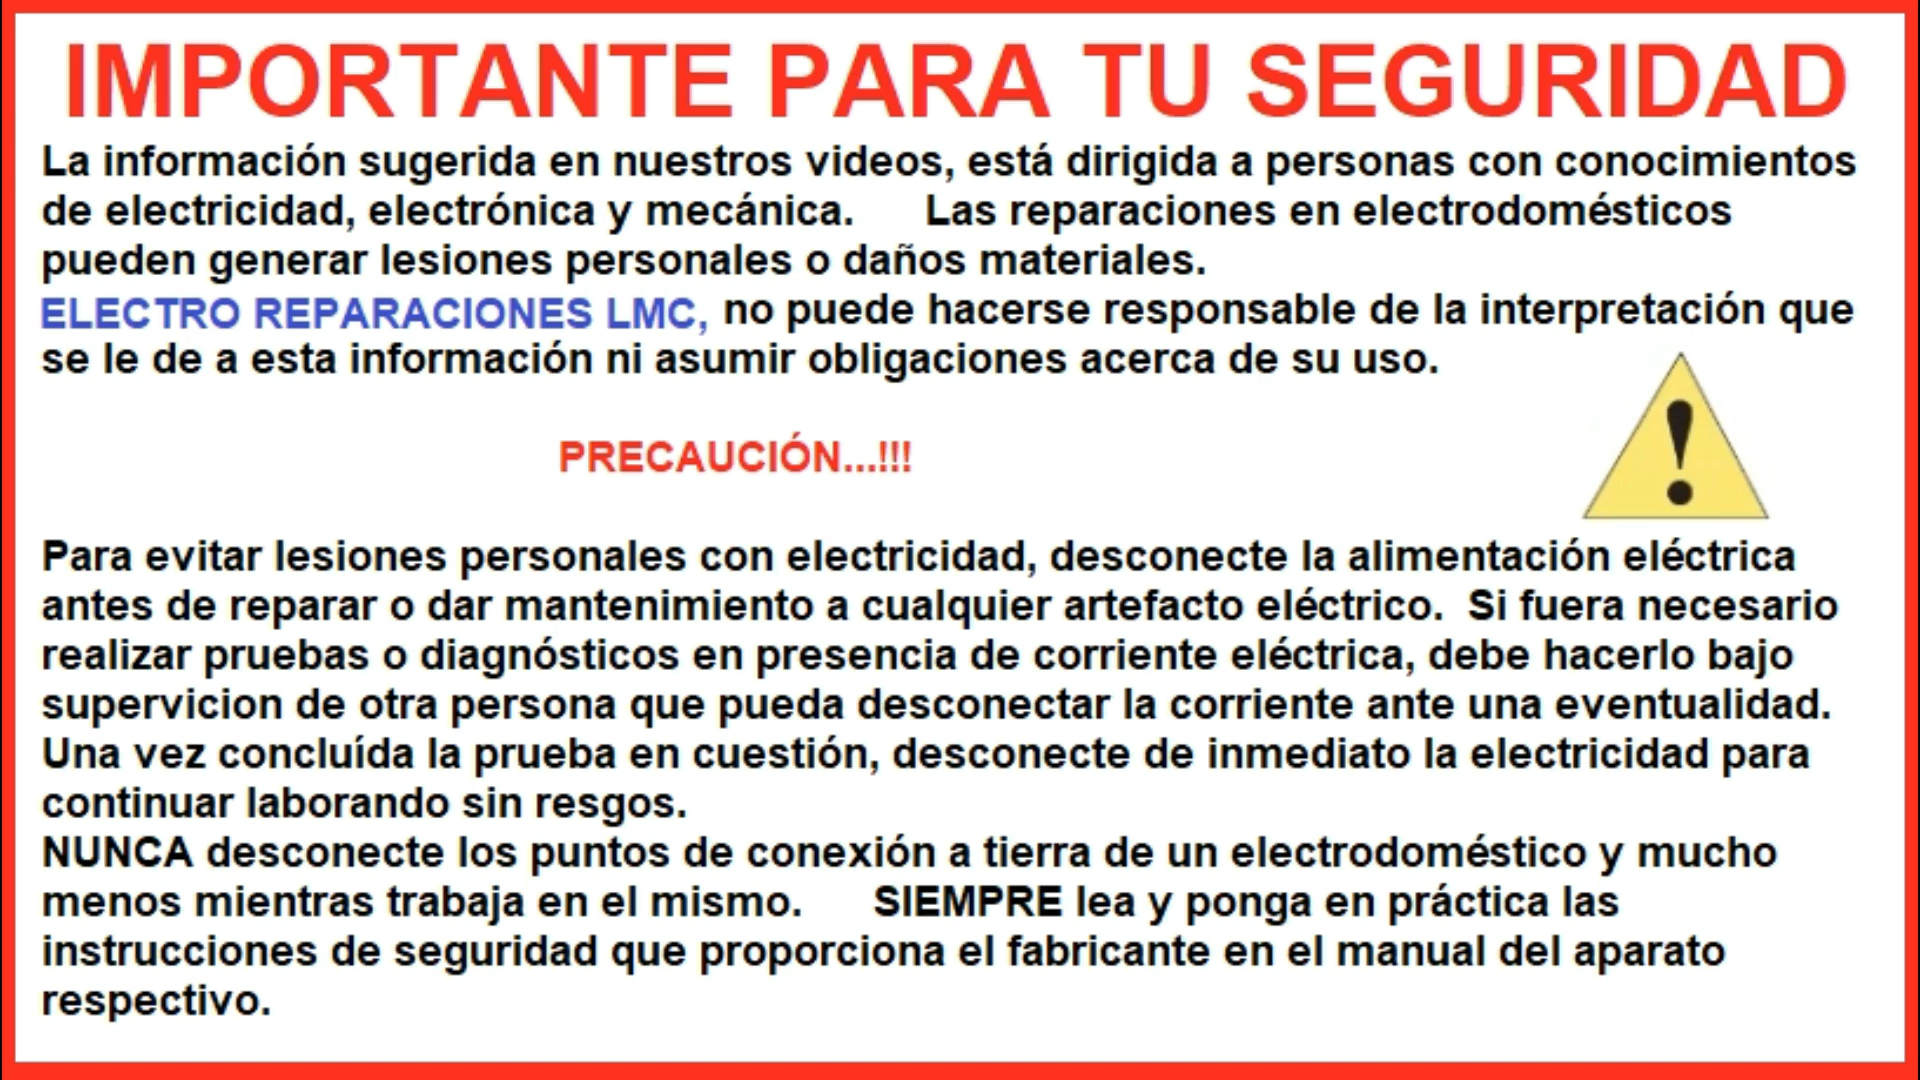 IMPORTANTE PARA TU SEGURIDAD
La información sugerida en nuestros videos, está dirigida a personas con conocimientos
de electricidad, electrónica y mecánica. Las reparaciones en electrodomésticos
pueden generar lesiones personales o daños materiales.
ELECTRO REPARACIONES LMC, no puede hacerse responsable de la interpretación que
se le de a esta información ni asumir obligaciones acerca de su uso.
PRECAUCIÓN...!!!
Para evitar lesiones personales con electricidad, desconecte la alimentación eléctrica
antes de reparar o dar mantenimiento a cualquier artefacto eléctrico. Si fuera necesario
realizar pruebas o diagnósticos en presencia de corriente eléctrica, debe hacerlo bajo
supervicion de otra persona que pueda desconectar la corriente ante una eventualidad.
Una vez concluída la prueba en cuestión, desconecte de inmediato la electricidad para
continuar laborando sin resgos.
NUNCA desconecte los puntos de conexión a tierra de un electrodoméstico y mucho
menos mientras trabaja en el mismo. SIEMPRE lea y ponga en práctica las
instrucciones de seguridad que proporciona el fabricante en el manual del aparato
respectivo.